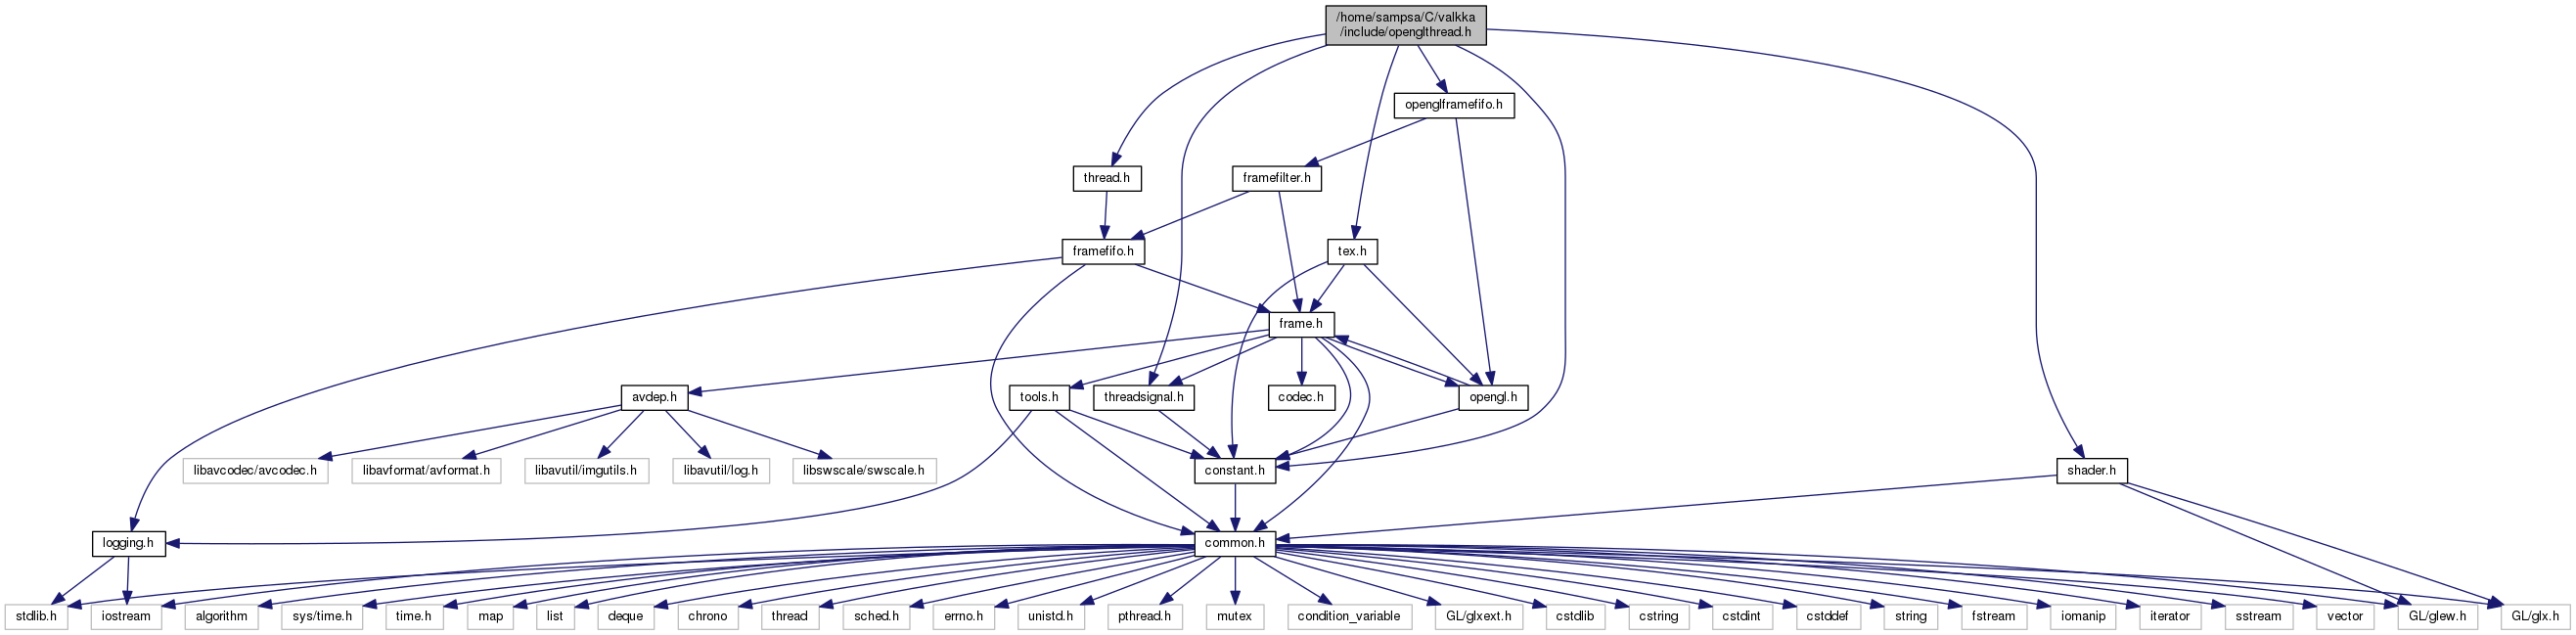 /home/sampsa/C/valkka
/include/openglthread.h
openglframefifo.h
thread.h
framefilter.h
framefifo.h
tex.h
frame.h
avdep.h
tools.h
threadsignal.h
codec.h
opengl.h
libavcodec/avcodec.h
libavformat/avformat.h
libavutil/imgutils.h
libavutil/log.h
libswscale/swscale.h
constant.h
shader.h
logging.h
common.h
stdlib.h
iostream
algorithm
sys/time.h
time.h
map
list
deque
chrono
thread
sched.h
errno.h
unistd.h
pthread.h
mutex
condition_variable
GL/glxext.h
cstdlib
cstring
cstdint
cstddef
string
fstream
iomanip
iterator
sstream
vector
GL/glew.h
GL/glx.h